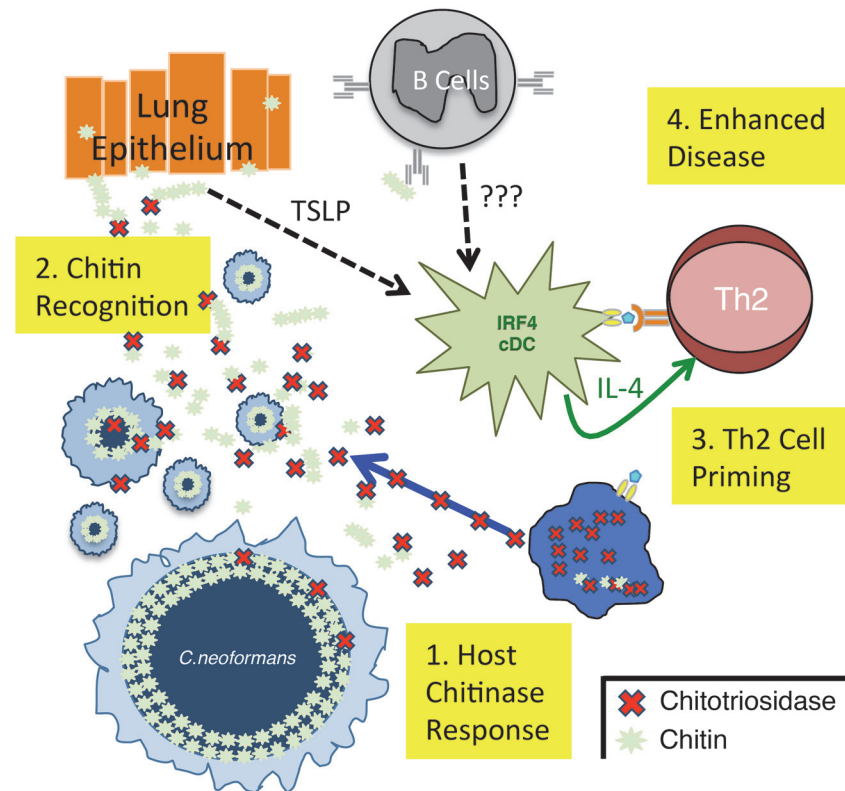 Lung
Epithelium
B Cells
4. Enhanced
Disease
TSLP
???
2. Chitin
Recognition
IRF4
cDC
Th2
IL-4
3. Th2 Cell
Priming
C.neoformans
1. Host
Chitinase
Response
Chitotriosidase
Chitin